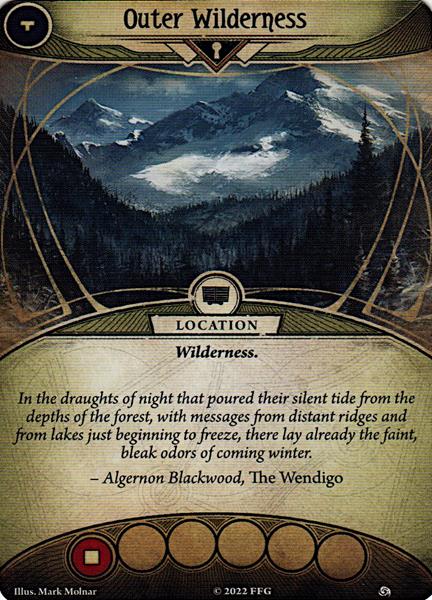 Outer Wilderness
LOCATION
Wilderness.
In the draughts of night that poured their silent tide from the
depths of the forest, with messages from distant ridges and
from lakes just beginning to freeze, there lay already the faint,
bleak odors of coming winter.
– Algernon Blackwood, The Wendigo
Illus. Mark Molnar
© 2022 FFG